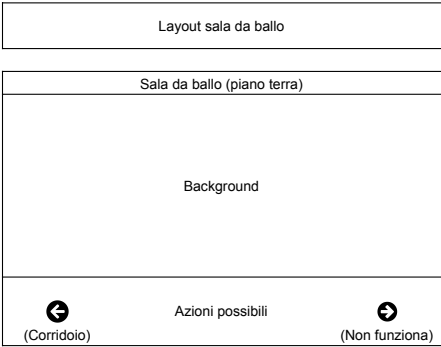 Layout sala da ballo
Sala da ballo (piano terra)
Background
Azioni possibili
(Corridoio) (Non funziona)